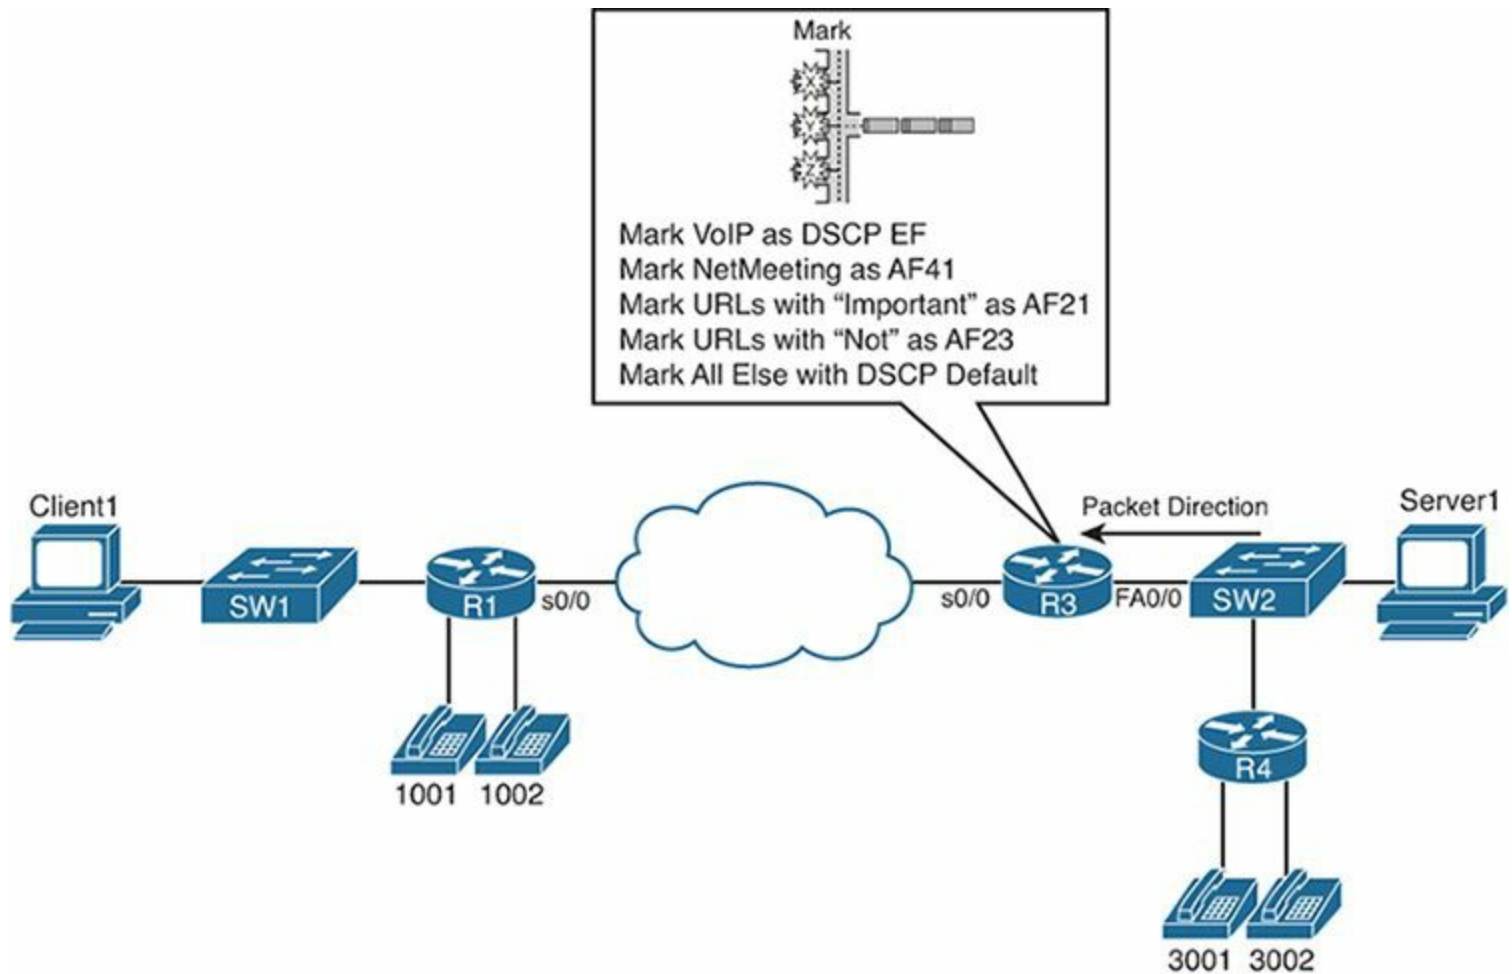 Mark
X
Y
Z
Mark VoIP as DSCP EF
Mark NetMeeting as AF41
Mark URLs with “Important” as AF21
Mark URLs with “Not” as AF23
Mark All Else with DSCP Default
Client1
Packet Direction
Server1
SW1
R1
s0/0
s0/0
R3
FA0/0
SW2
R4
1001 1002
3001 3002